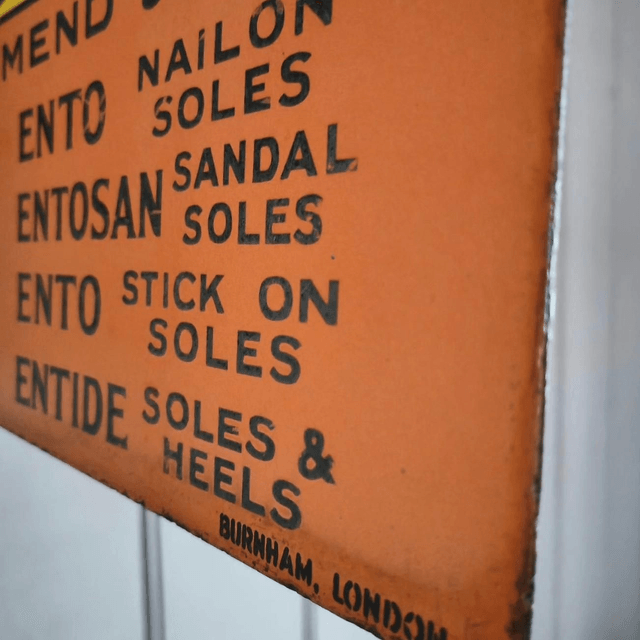 MEND
NAiLON
ENTO SOLES
SANDAL
ENTOSAN SOLES
ENTO STICK ON
SOLES
ENTIDE SOLES &
HEELS
BURNHAM, LONDON